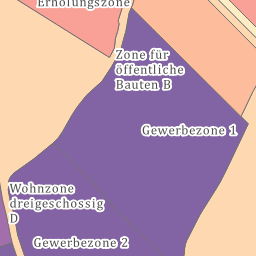 Erholungszone
Zone für
öffentliche
Bauten B
Gewerbezone 1
Wohnzone
dreigeschossig
D
Gewerbezone 2